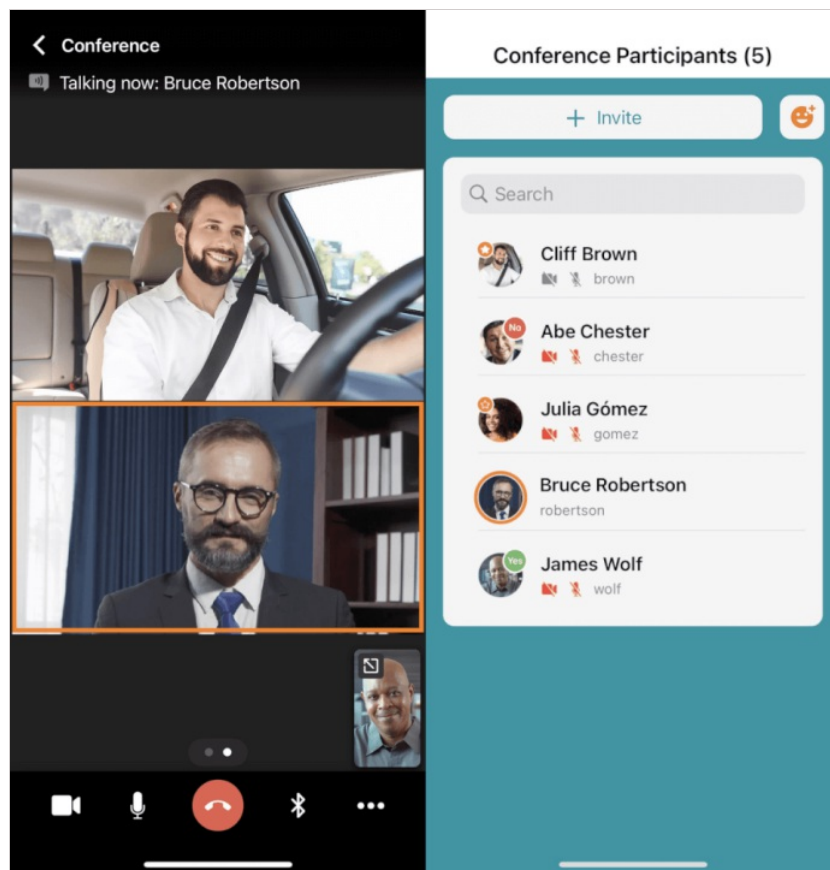 Conference
Talking now: Bruce Robertson
Conference Participants (5)
+ Invite
Search
Cliff Brown
brown
No
Abe Chester
chester
Julia Gómez
gomez
Bruce Robertson
robertson
Yes
James Wolf
wolf